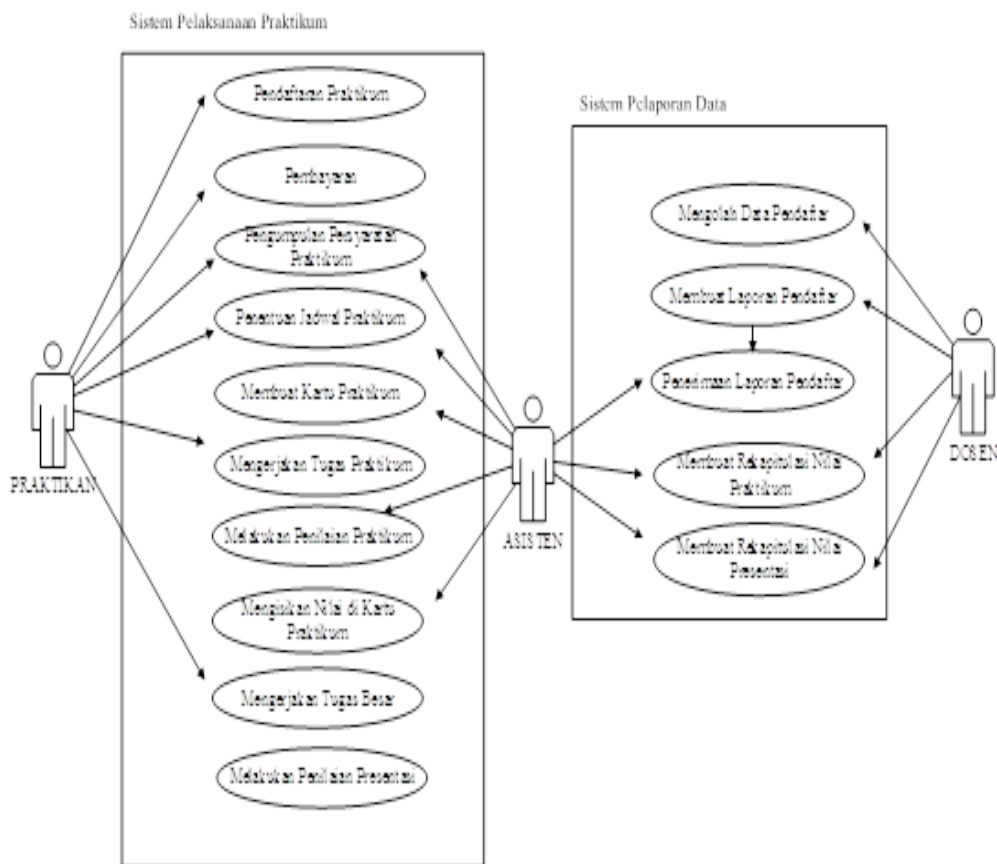 Sistem Pelaksanaan Praktikum
Pendaftaran Praktikum
Pembayaran
Pengumpulan Persyaratan
Praktikum
Penentuan Jadwal Praktikum
Membuat Kartu Praktikum
Mengerjakan Tugas Praktikum
Melakukan Penilaian Praktikum
Mengisikan Nilai di Kartu
Praktikum
Mengerjakan Tugas Besar
Melakukan Penilaian Presentasi
PRAKTIKAN
ASISTEN
Sistem Pelaporan Data
Mengolah Data Pendaftar
Membuat Laporan Pendaftar
Penerimaan Laporan Pendaftar
Membuat Rekapitulasi Nilai
Praktikum
Membuat Rekapitulasi Nilai
Presentasi
DOSEN